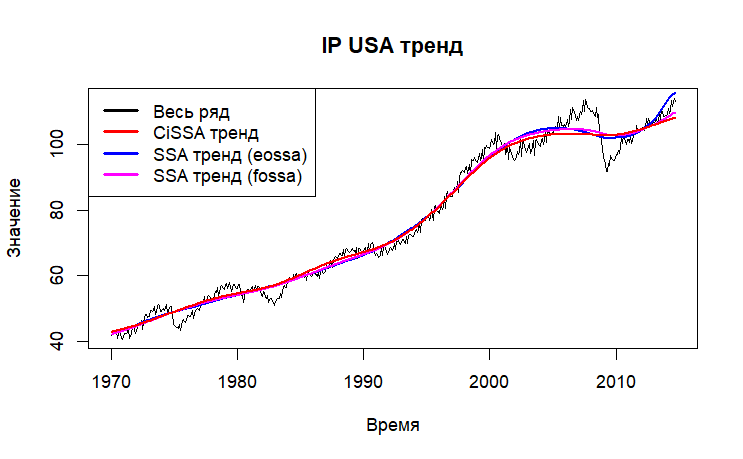 IP USA тренд
Весь ряд
CiSSA тренд
SSA тренд (eossa)
SSA тренд (fossa)
Значение
40
60
80
100
1970
1980
1990
2000
2010
Время